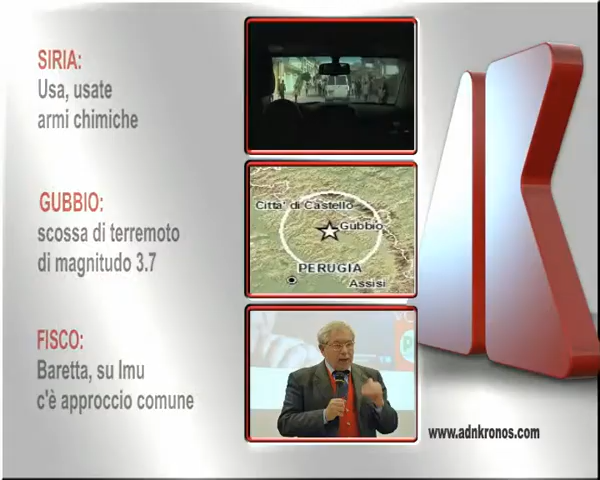 SIRIA:
Usa, usate
armi chimiche
Citta' di Castello
Gubbio
PERUGIA
Assisi
GUBBIO:
scossa di terremoto
di magnitudo 3.7
FISCO:
Baretta, su Imu
c'è approccio comune
www.adnkronos.com